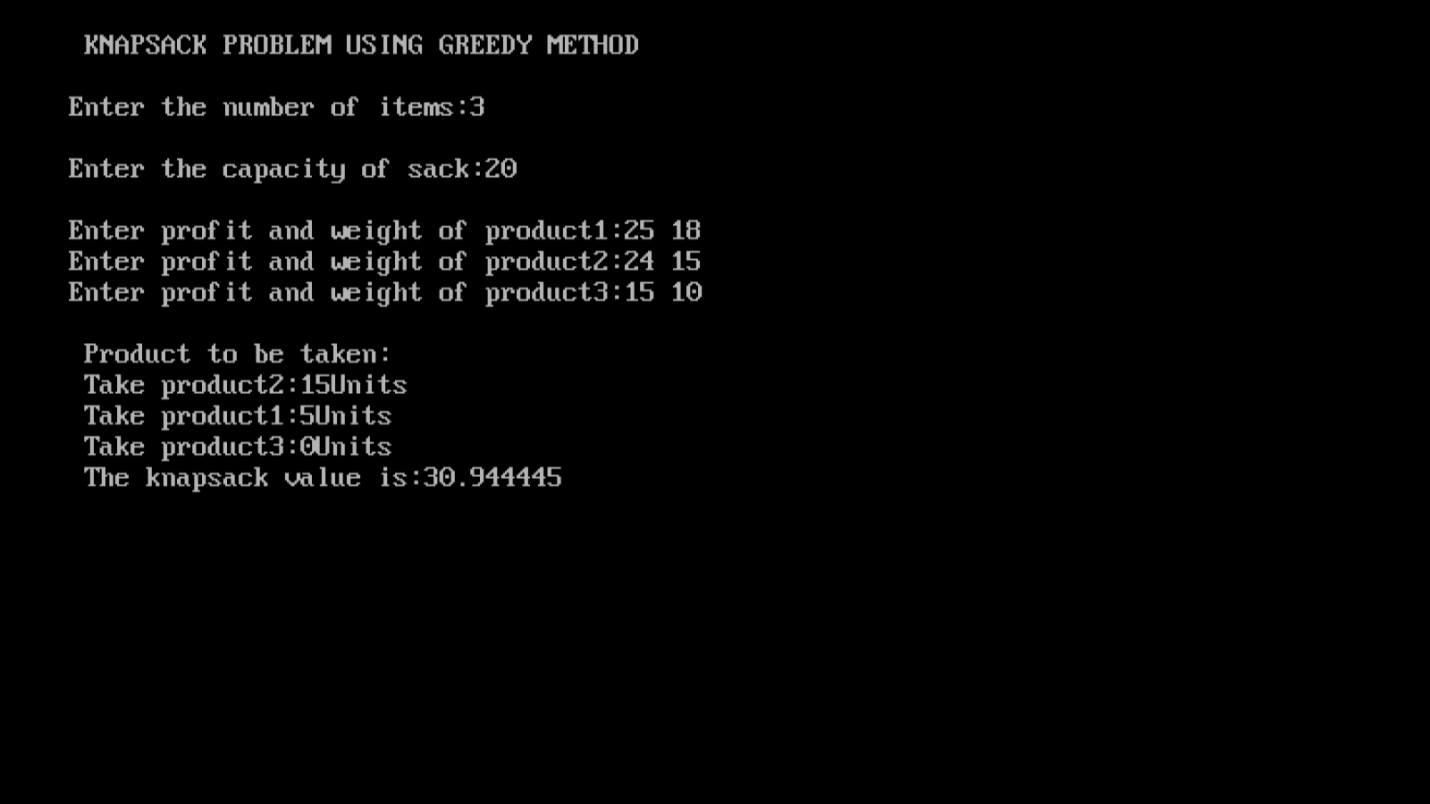 KNAPSACK PROBLEM USING GREEDY METHOD
Enter the number of items:3
Enter the capacity of sack:20
Enter profit and weight of product1:25 18
Enter profit and weight of product2:24 15
Enter profit and weight of product3:15 10
Product to be taken:
Take product2:15Units
Take product1:5Units
Take product3:0Units
The knapsack value is:30.944445